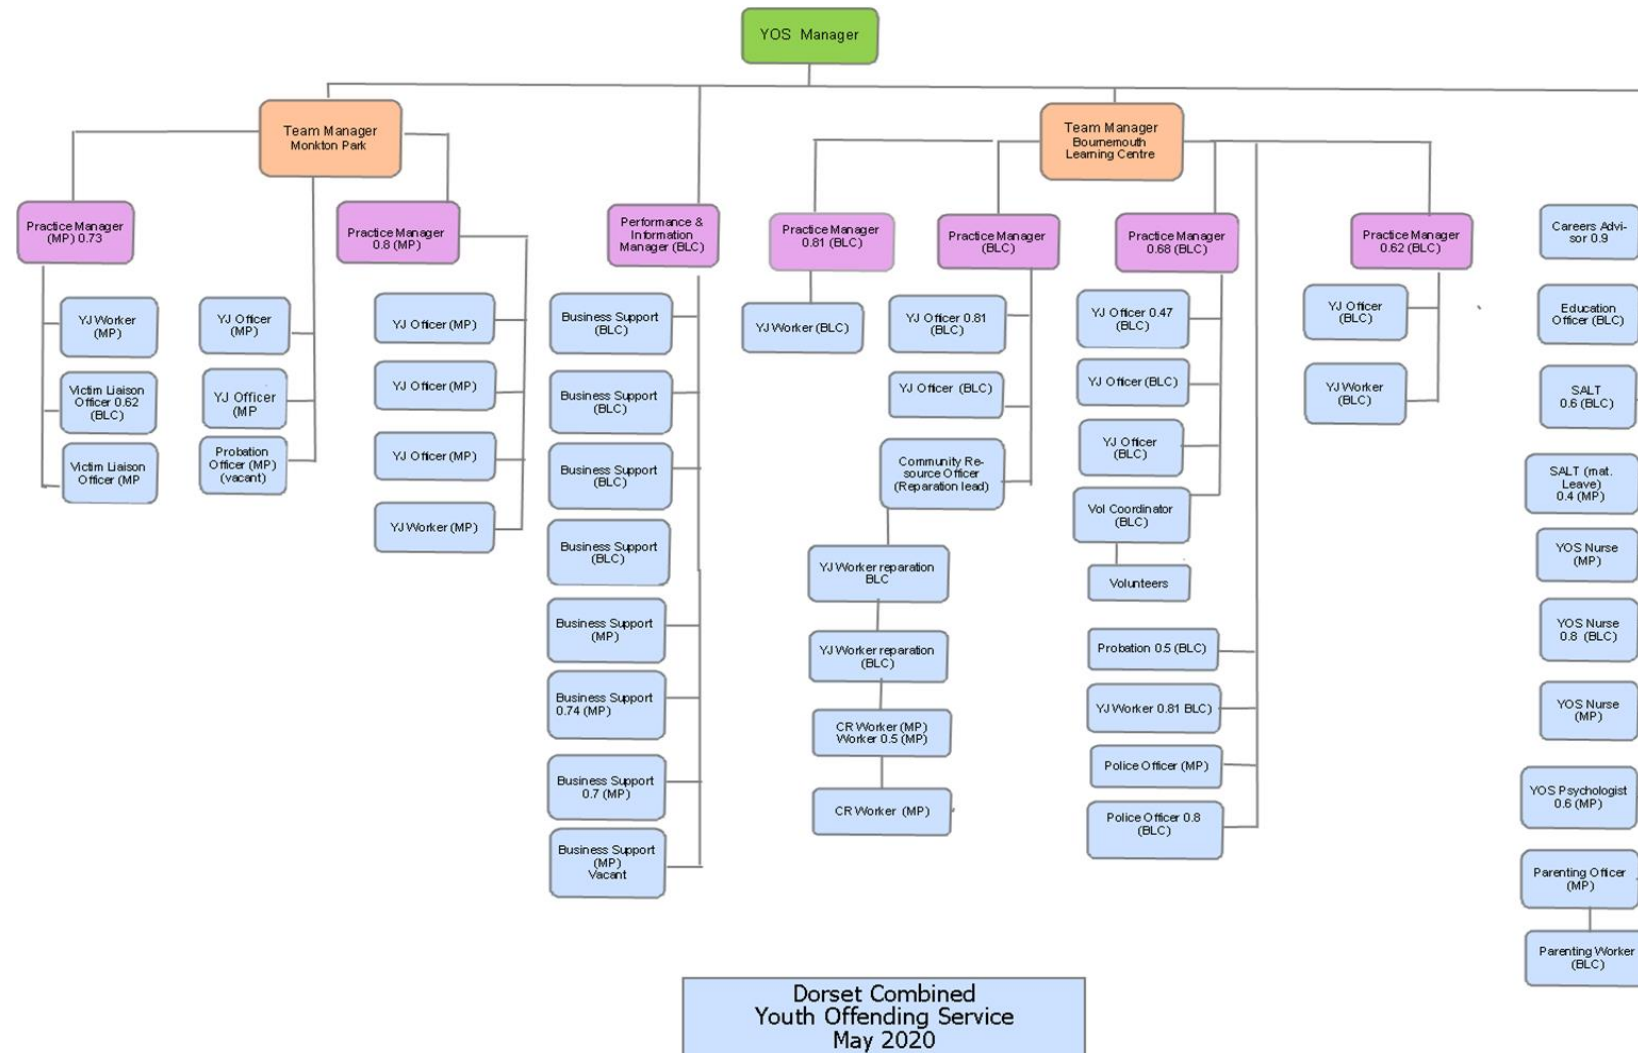 YOS Manager
Team Manager
Monkton Park
Team Manager
Bournemouth
Learning Centre
Practice Manager
(MP) 0.73
Practice Manager
0.8 (MP)
Performance &
Information
Manager (BLC)
Practice Manager
0.81 (BLC)
Practice Manager
(BLC)
Practice Manager
0.68 (BLC)
Practice Manager
0.62 (BLC)
Careers Advi-
sor 0.9
YJ Worker
(MP)
Victim Liaison
Officer 0.62
(BLC)
Victim Liaison
Officer (MP
YJ Officer
(MP)
YJ Officer
(MP
Probation
Officer (MP)
(vacant)
YJ Officer (MP)
YJ Officer (MP)
YJ Officer (MP)
YJ Worker (MP)
Business Support
(BLC)
Business Support
(BLC)
Business Support
(BLC)
Business Support
(BLC)
Business Support
(MP)
Business Support
0.74 (MP)
Business Support
0.7 (MP)
Business Support
(MP)
Vacant
YJ Worker (BLC)
YJ Officer 0.81
(BLC)
YJ Officer (BLC)
Community Re-
source Officer
(Reparation lead)
YJ Worker reparation
BLC
YJ Worker reparation
(BLC)
CR Worker (MP)
Worker 0.5 (MP)
CR Worker (MP)
YJ Officer 0.47
(BLC)
YJ Officer (BLC)
YJ Officer
(BLC)
Vol Coordinator
(BLC)
Volunteers
Probation 0.5 (BLC)
YJ Worker 0.81 BLC)
Police Officer (MP)
Police Officer 0.8
(BLC)
YJ Officer
(BLC)
YJ Worker
(BLC)
Education
Officer (BLC)
SALT
0.6 (BLC)
SALT (mat.
Leave)
0.4 (MP)
YOS Nurse
(MP)
YOS Nurse
0.8 (BLC)
YOS Nurse
(MP)
YOS Psychologist
0.6 (MP)
Parenting Officer
(MP)
Parenting Worker
(BLC)
Dorset Combined
Youth Offending Service
May 2020